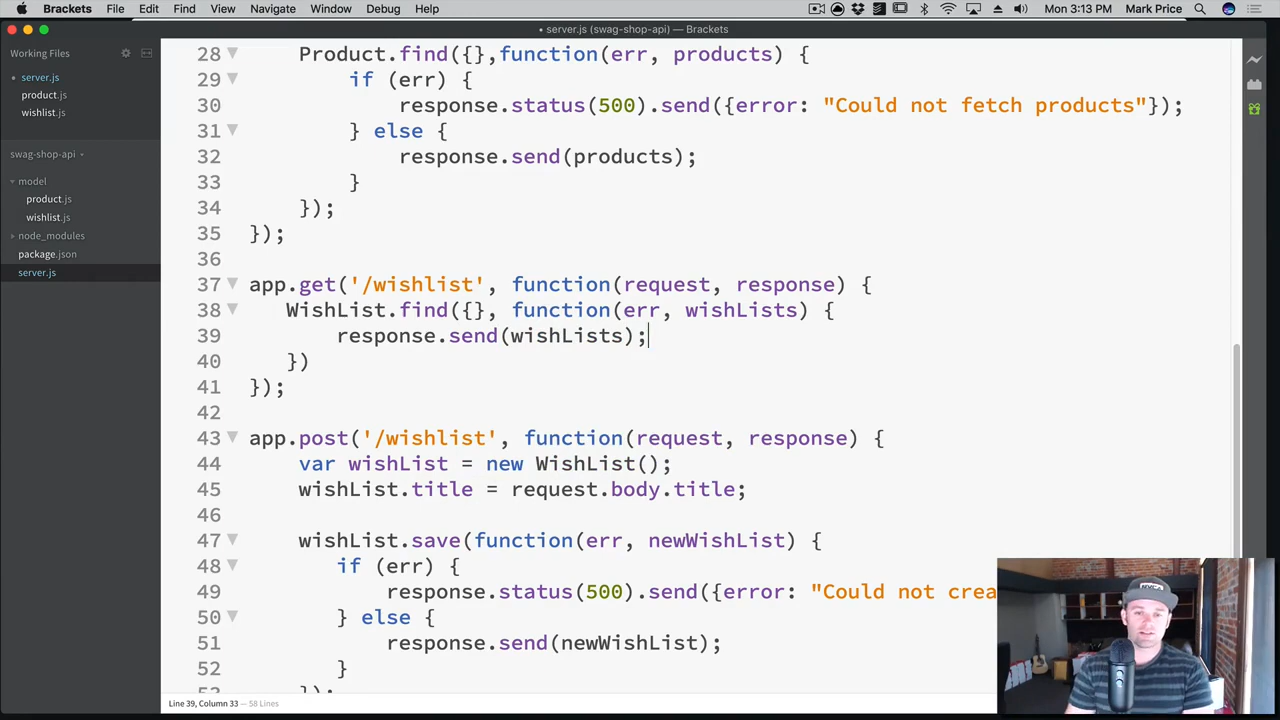 Brackets File Edit Find View Navigate Window Debug Help Mon 3:13 PM Mark Price
• server.js (swag-shop-api) — Brackets
Working Files
server.js
product.js
wishlist.js
swag-shop-api
model
product.js
wishlist.js
node_modules
package.json
server.js
28 Product.find({},function(err, products) {
29 if (err) {
30 response.status(500).send({error: "Could not fetch products"});
31 } else {
32 response.send(products);
33 }
34 });
35 });
36
37 app.get('/wishlist', function(request, response) {
38 WishList.find({}, function(err, wishLists) {
39 response.send(wishLists);
40 })
41 });
42
43 app.post('/wishlist', function(request, response) {
44 var wishList = new WishList();
45 wishList.title = request.body.title;
46
47 wishList.save(function(err, newWishList) {
48 if (err) {
49 response.status(500).send({error: "Could not crea
50 } else {
51 response.send(newWishList);
52 }
53 });
Line 39, Column 33 — 58 Lines